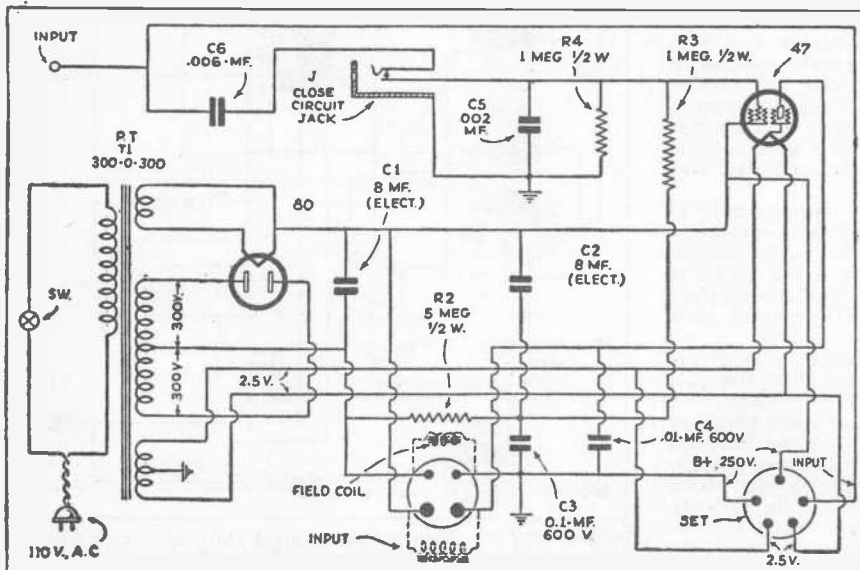 INPUT
C6
.006-MF.
J
CLOSE
CIRCUIT
JACK
C5
.002
MF.
R4
1 MEG 1/2 W
R3
1 MEG. 1/2 W.
47
P.T
T1
300-0-300
C1
8 MF.
(ELECT.)
80
C2
8 MF.
(ELECT.)
SW.
300V.
300V
R2
5 MEG
1/2 W.
2.5 V.
C4
.01-MF. 600V.
B+, 250V.
INPUT
FIELD COIL
C3
0.1-MF.
600 V.
SET
INPUT
110 V., A.C
2.5 V.